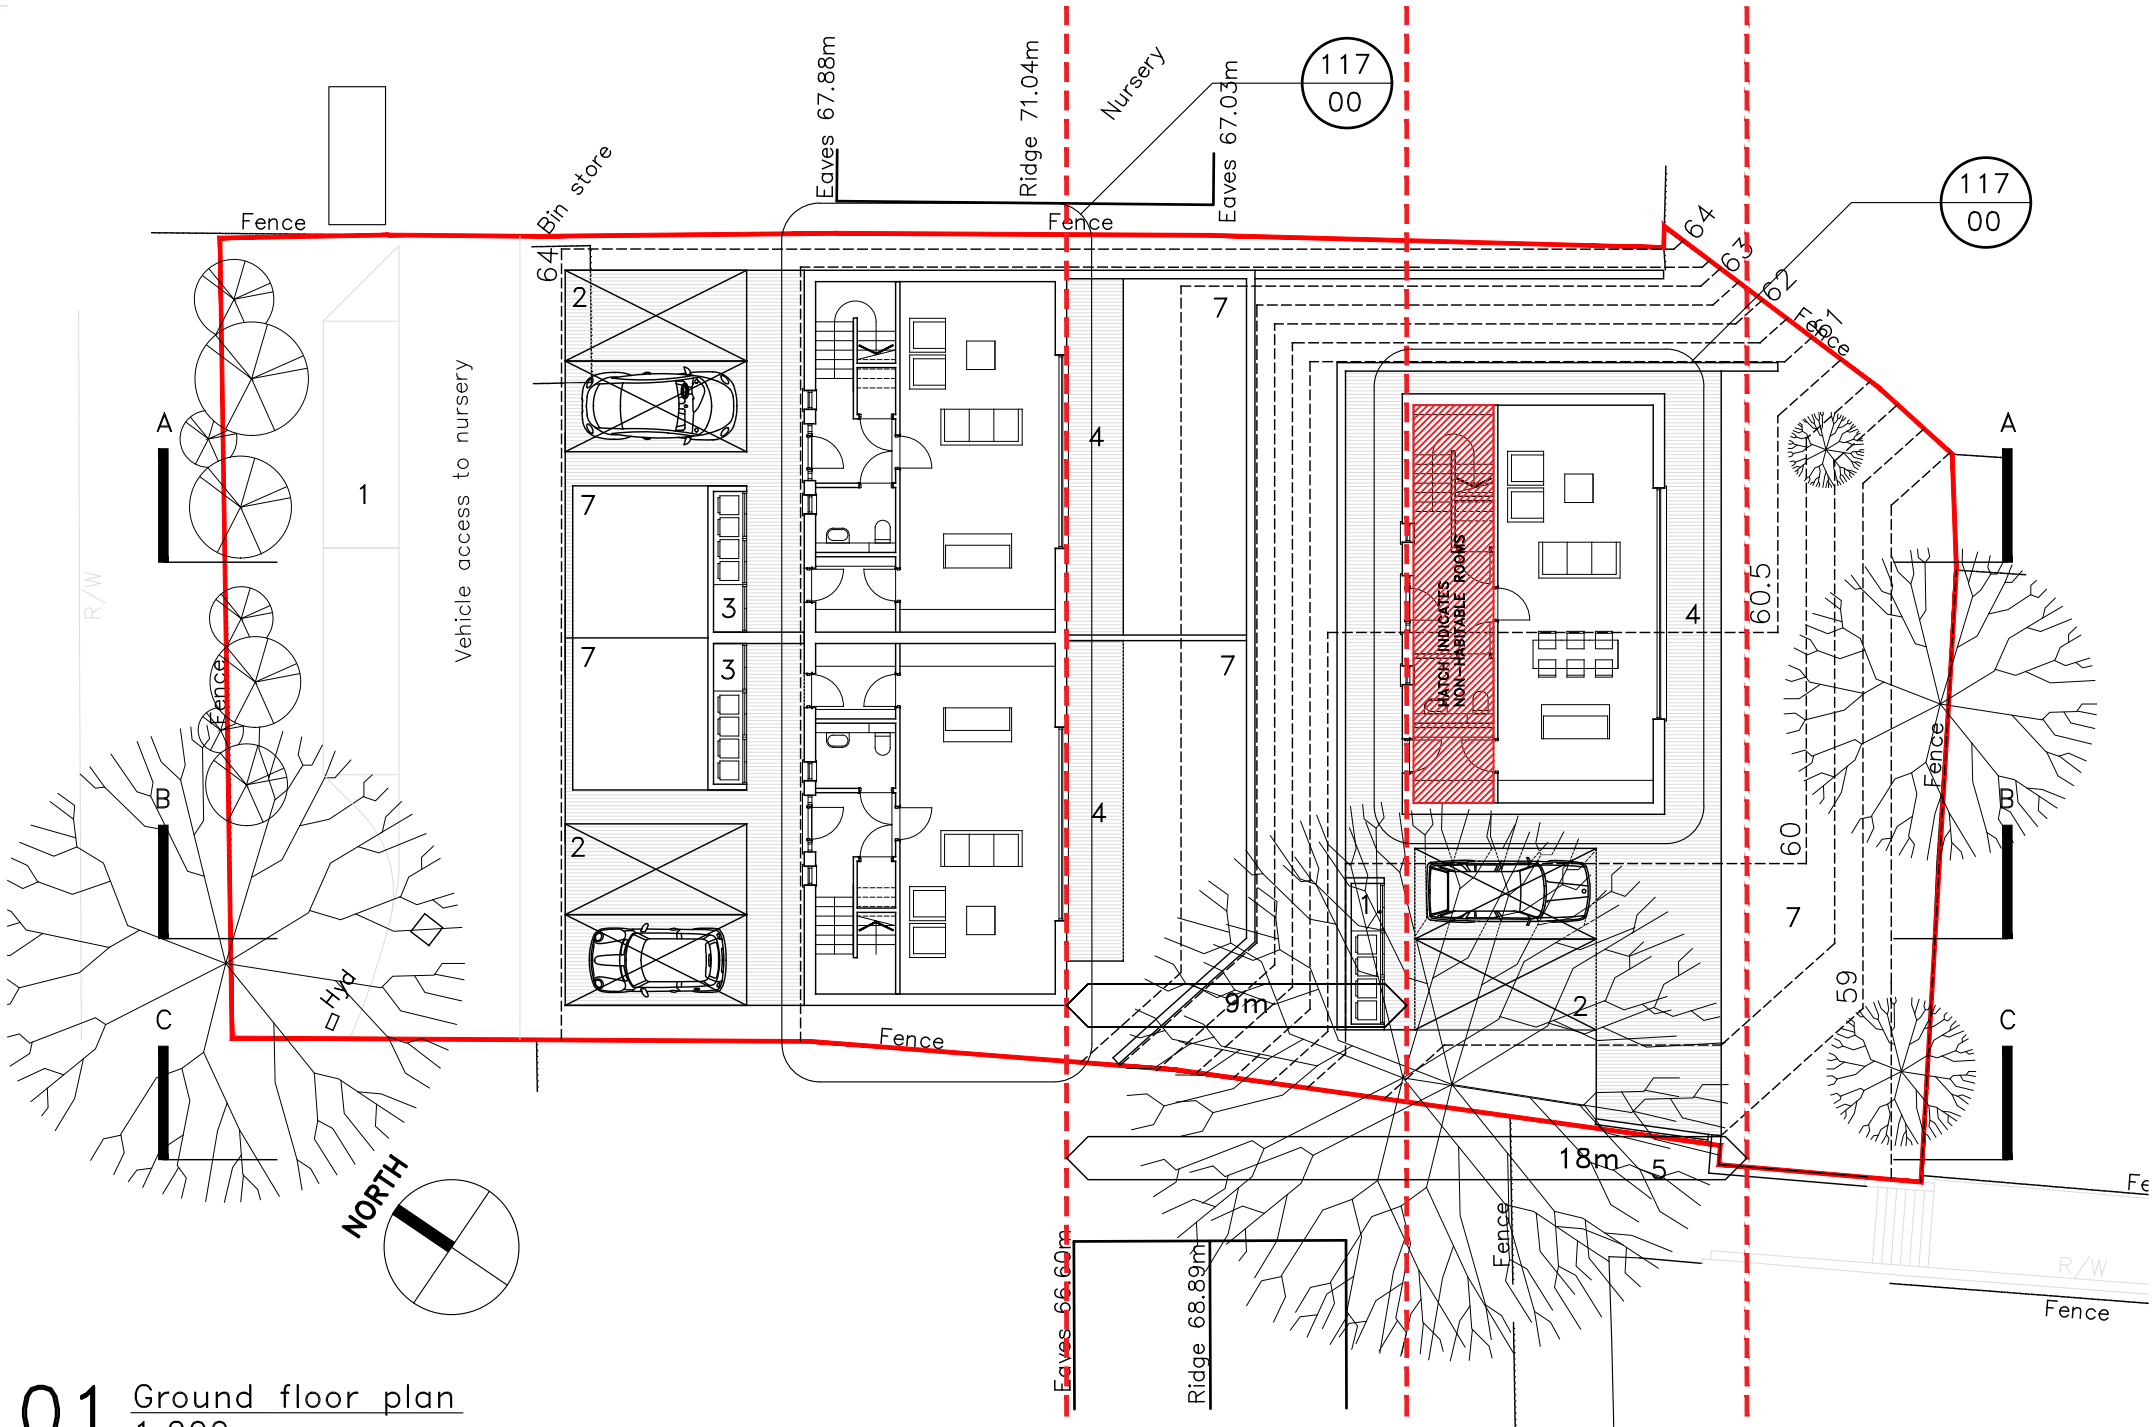 Eaves 67.88m
Ridge 71.04m
Nursery
Eaves 67.03m
117
00
117
00
Fence
Bin store
Fence
64
64
63
62
61
Fence
A
A
1
Vehicle access to nursery
R/W
Fence
2
7
3
7
3
2
4
7
4
7
HATCH INDICATES
NON-HABITABLE ROOMS
4
60.5
60
59
7
1
2
B
B
Fence
C
C
Hyd
Fence
9m
18m
5
NORTH
Eaves 66.60m
Ridge 68.89m
Fence
Fe
R/W
Fence
01
Ground floor plan